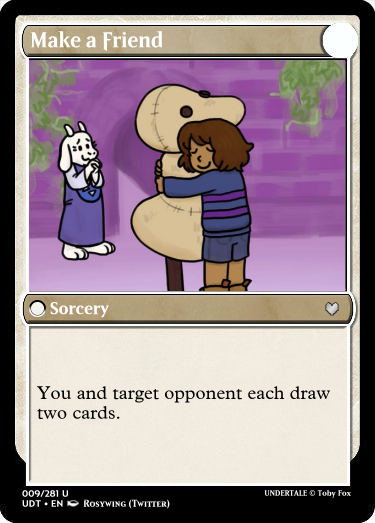 Make a Friend
Sorcery
You and target opponent each draw
two cards.
009/281 U
UDT • EN Rosywing (Twitter)
UNDERTALE © Toby Fox